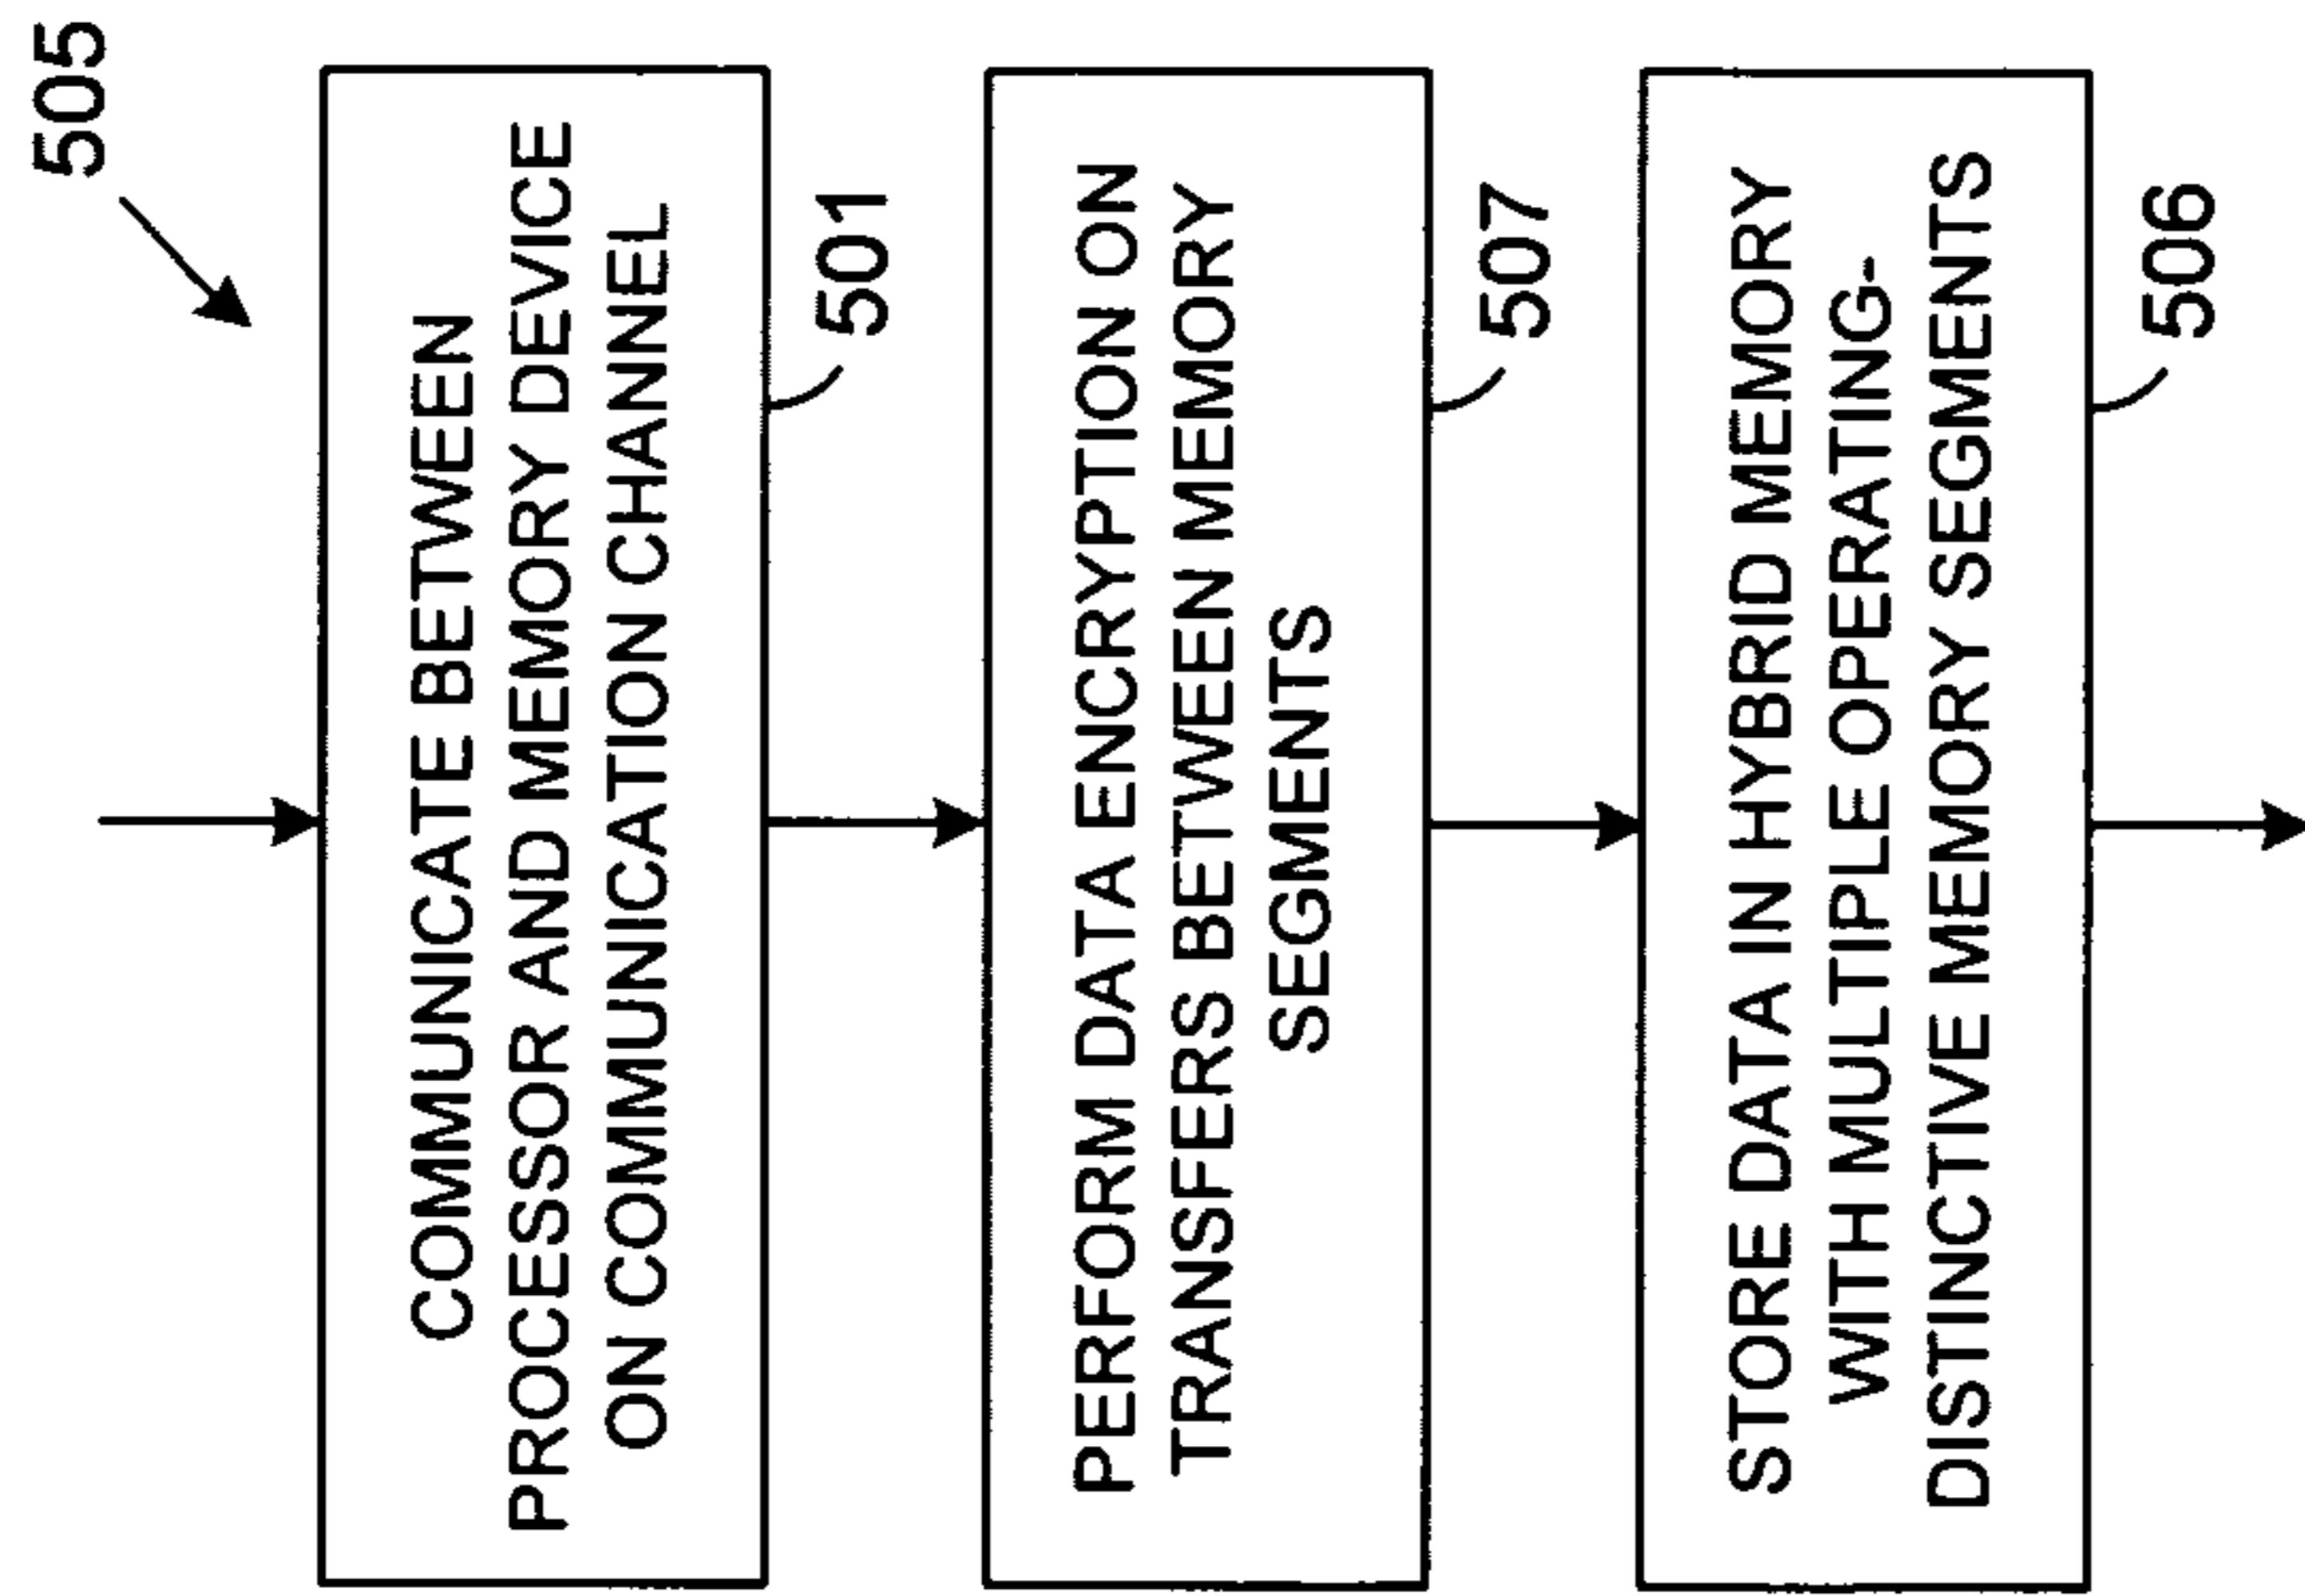 505
COMMUNICATE BETWEEN
PROCESSOR AND MEMORY DEVICE
ON COMMUNICATION CHANNEL
501
PERFORM DATA ENCRYPTION ON
TRANSFERS BETWEEN MEMORY
SEGMENTS
507
STORE DATA IN HYBRID MEMORY
WITH MULTIPLE OPERATING-
DISTINCTIVE MEMORY SEGMENTS
506